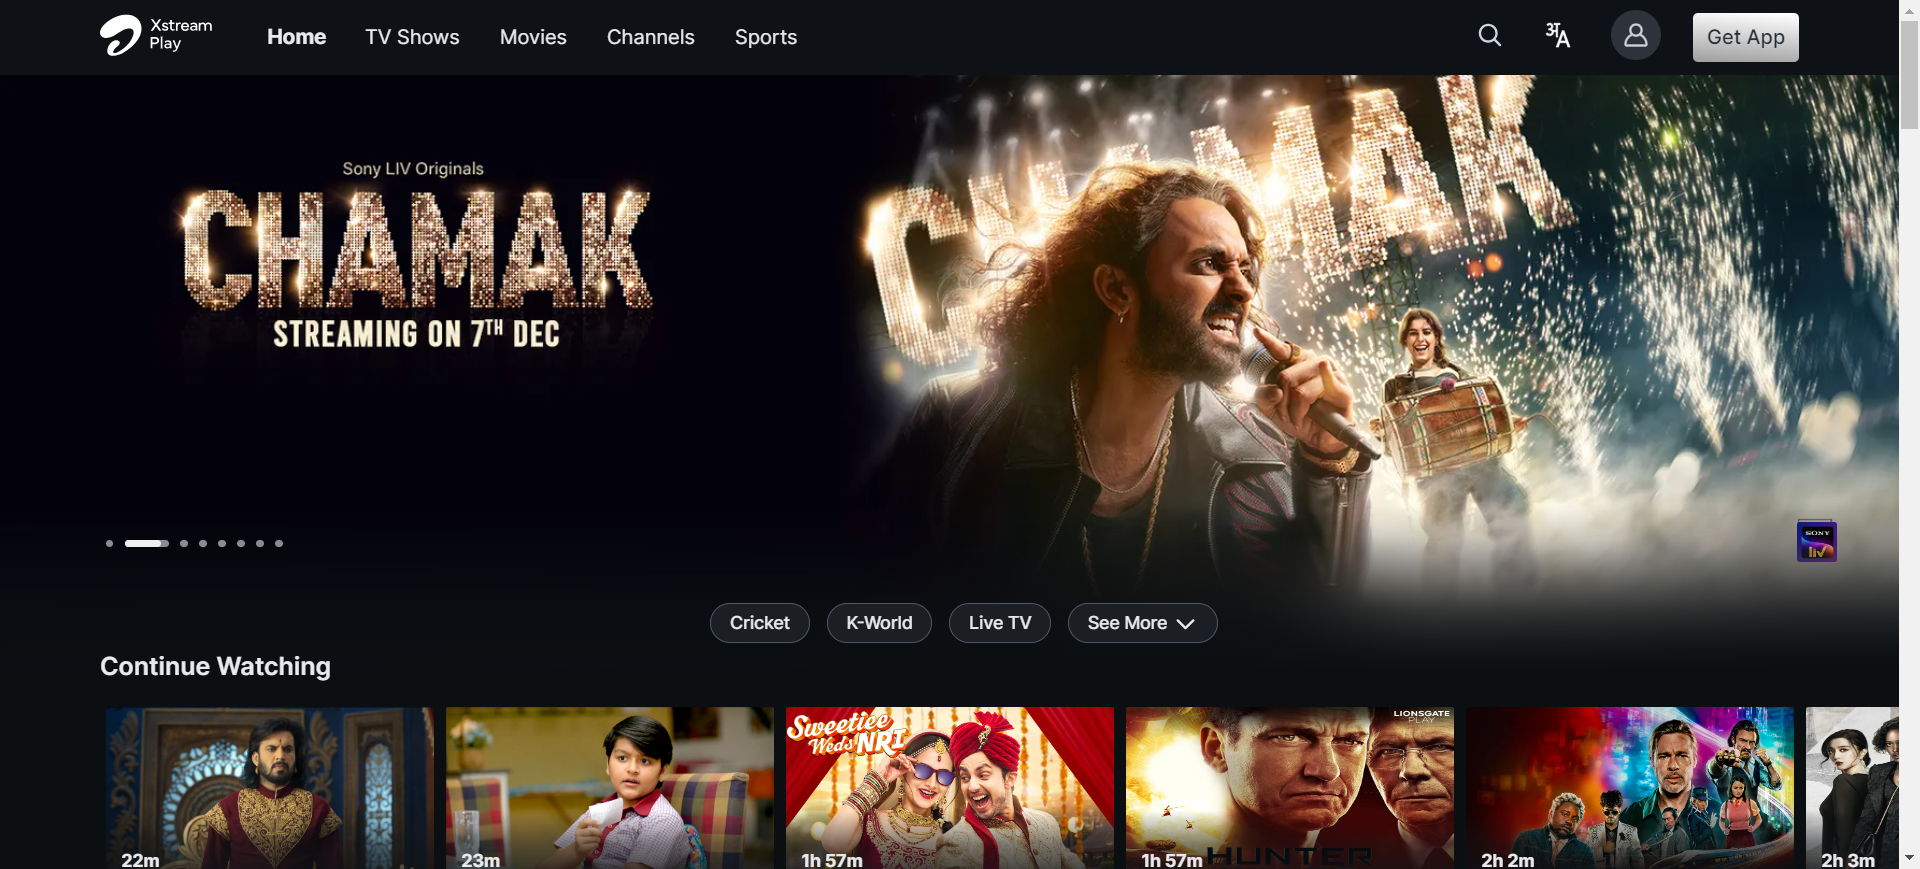 Xstream
Play
Home
TV Shows
Movies
Channels
Sports
अ/A
Get App
Sony LIV Originals
CHAMAK
STREAMING ON 7TH DEC
CHAMAK
SONY
liv
Cricket
K-World
Live TV
See More
Continue Watching
22m
23m
Sweetiee
Weds NRI
1h 57m
LIONSGATE
PLAY
HUNTER
1h 57m
2h 2m
2h 3m